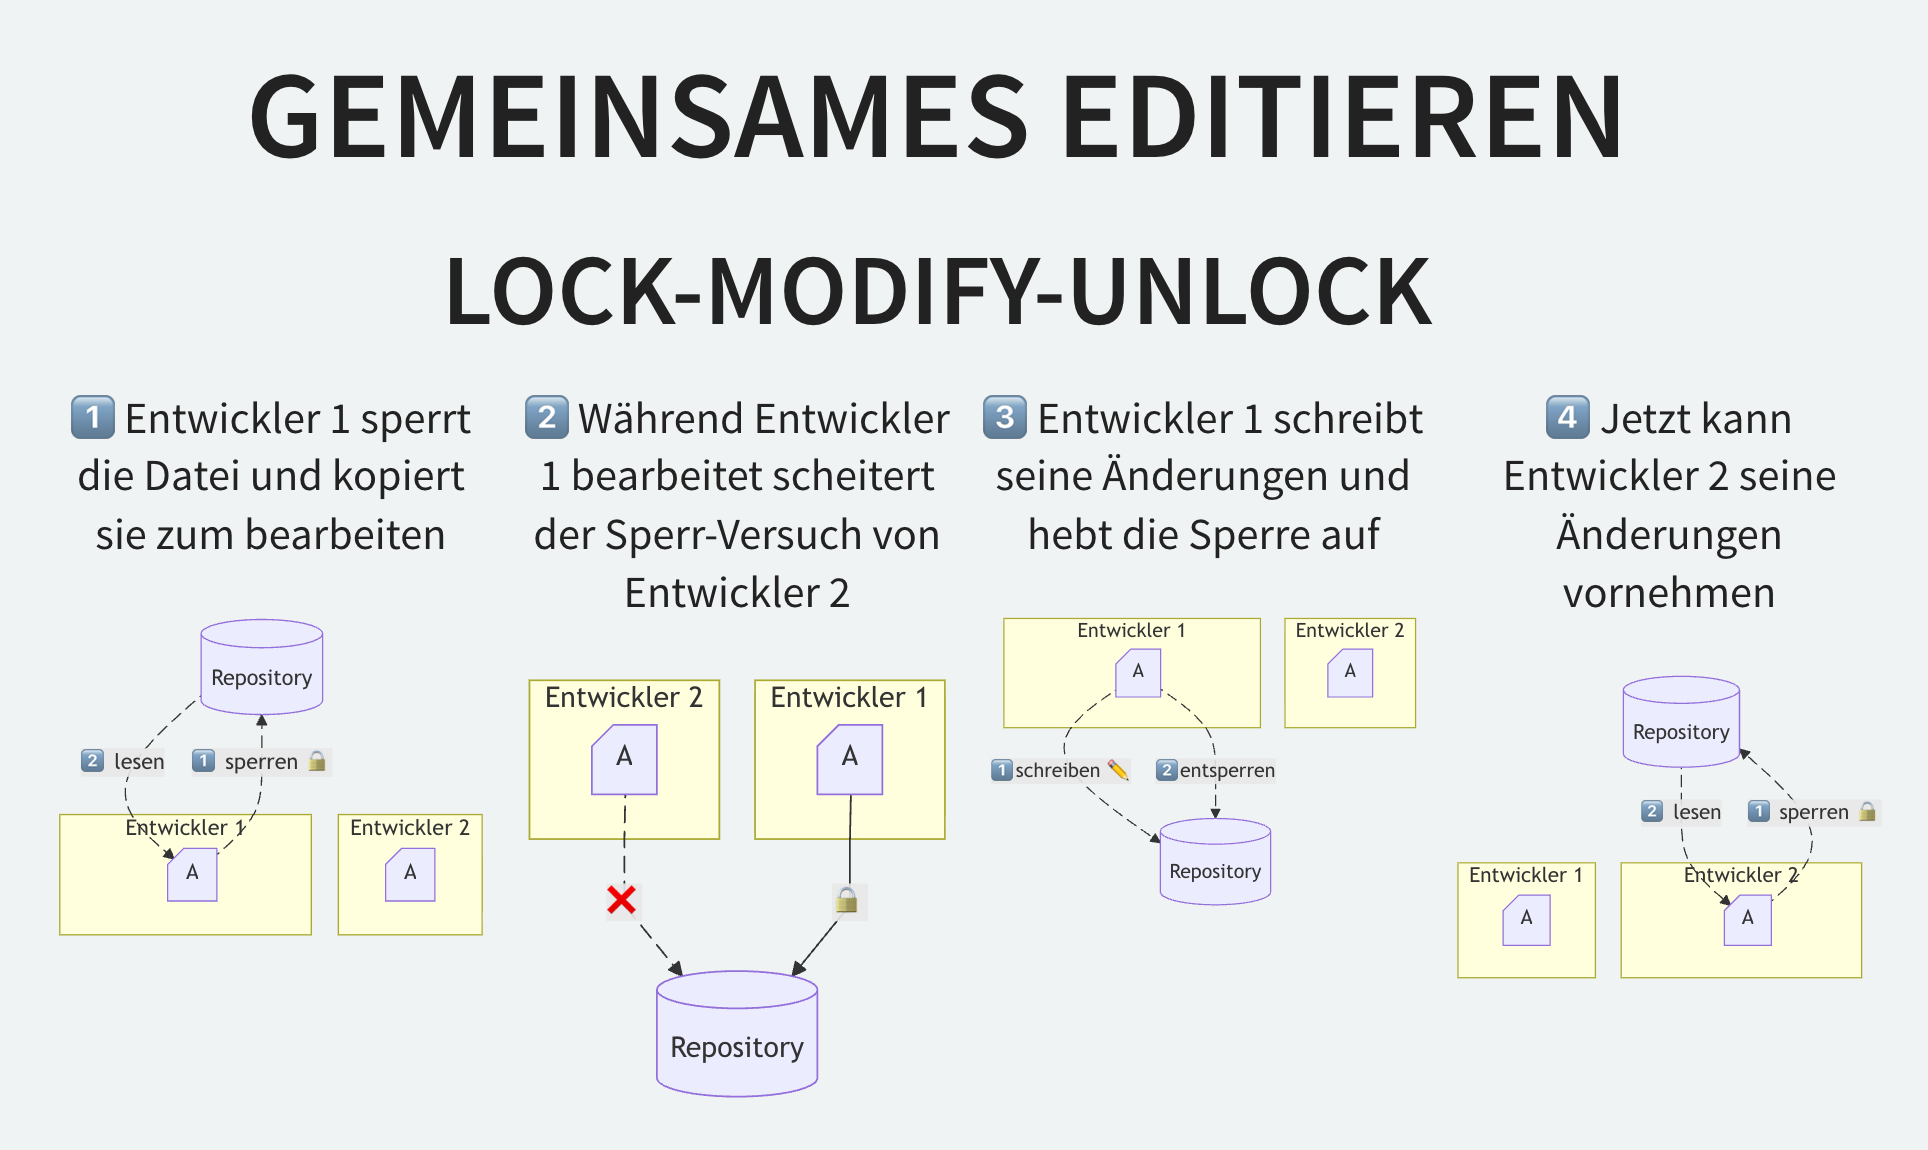 GEMEINSAMES EDITIEREN
LOCK-MODIFY-UNLOCK
1 Entwickler 1 sperrt
die Datei und kopiert
sie zum bearbeiten
Repository
2 lesen
1 sperren
Entwickler 1
A
Entwickler 2
A
2 Während Entwickler
1 bearbeitet scheitert
der Sperr-Versuch von
Entwickler 2
Entwickler 2
A
Entwickler 1
A
Repository
3 Entwickler 1 schreibt
seine Änderungen und
hebt die Sperre auf
Entwickler 1
A
Entwickler 2
A
1 schreiben
2 entsperren
Repository
4 Jetzt kann
Entwickler 2 seine
Änderungen
vornehmen
Repository
2 lesen
1 sperren
Entwickler 1
A
Entwickler 2
A